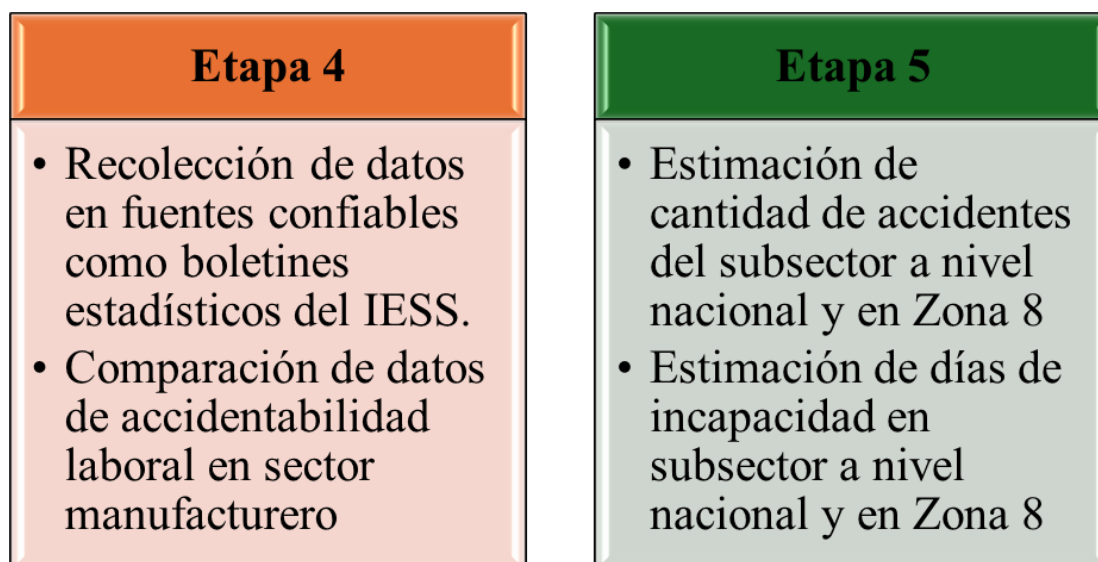 Etapa 4
• Recolección de datos
en fuentes confiables
como boletines
estadísticos del IESS.
• Comparación de datos
de accidentabilidad
laboral en sector
manufacturero
Etapa 5
• Estimación de
cantidad de accidentes
del subsector a nivel
nacional y en Zona 8
• Estimación de días de
incapacidad en
subsector a nivel
nacional y en Zona 8